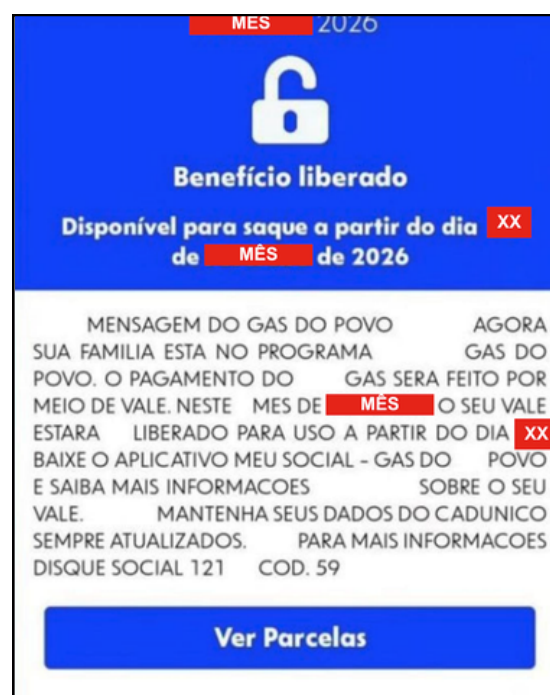 MÊS 2026
Benefício liberado
Disponível para saque a partir do dia XX
de MÊS de 2026
MENSAGEM DO GAS DO POVO AGORA
SUA FAMILIA ESTA NO PROGRAMA GAS DO
POVO. O PAGAMENTO DO GAS SERA FEITO POR
MEIO DE VALE. NESTE MES DE MÊS O SEU VALE
ESTARA LIBERADO PARA USO A PARTIR DO DIA XX
BAIXE O APLICATIVO MEU SOCIAL - GAS DO POVO
E SAIBA MAIS INFORMACOES SOBRE O SEU
VALE. MANTENHA SEUS DADOS DO CADUNICO
SEMPRE ATUALIZADOS. PARA MAIS INFORMACOES
DISQUE SOCIAL 121 COD. 59
Ver Parcelas